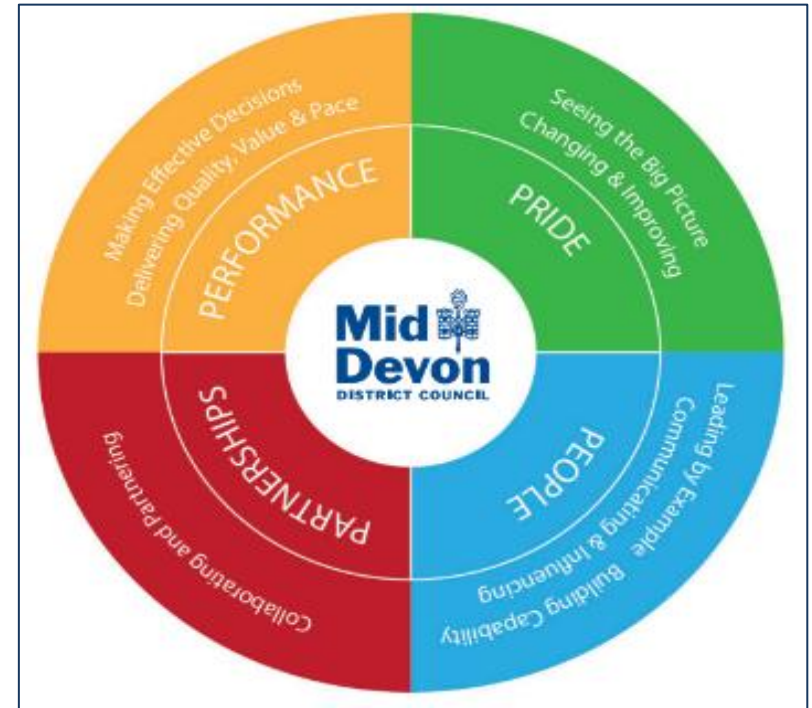 Making Effective Decisions
Delivering Quality, Value & Pace
PERFORMANCE
Seeing the Big Picture
Changing & Improving
PRIDE
Mid
Devon
DISTRICT COUNCIL
PARTNERSHIPS
Collaborating and Partnering
PEOPLE
Communicating & Influencing
Leading by Example Building Capability